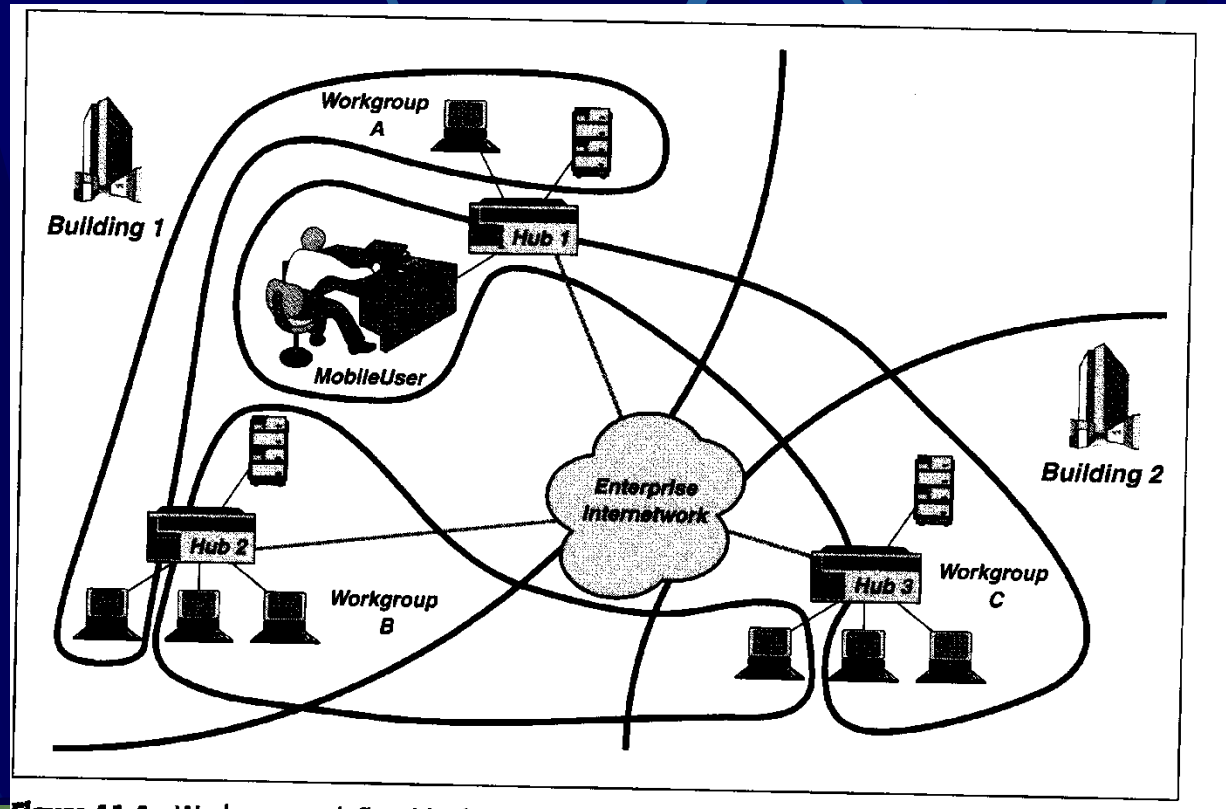 Workgroup
A
Building 1
Hub 1
MobileUser
Building 2
Enterprise
Internetwork
Hub 2
Workgroup
B
Hub 3
Workgroup
C